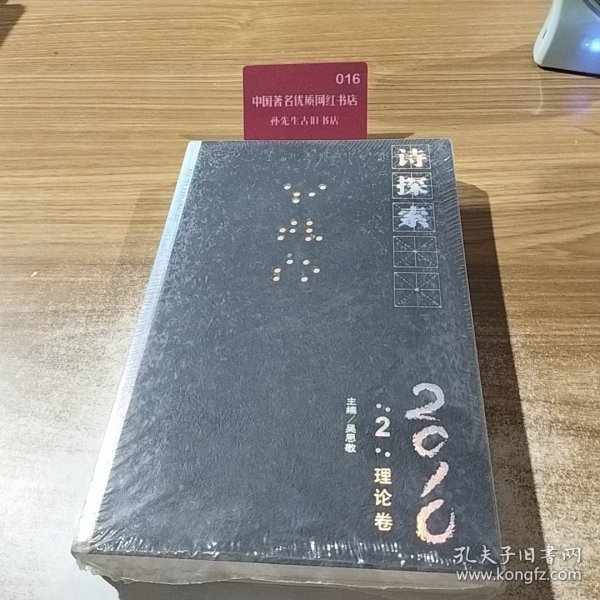 016
中国著名优质网红书店
孙先生古旧书店
诗探索
2010
2
理论卷
主编/吴思敬
孔夫子旧书网
www.kongfz.com